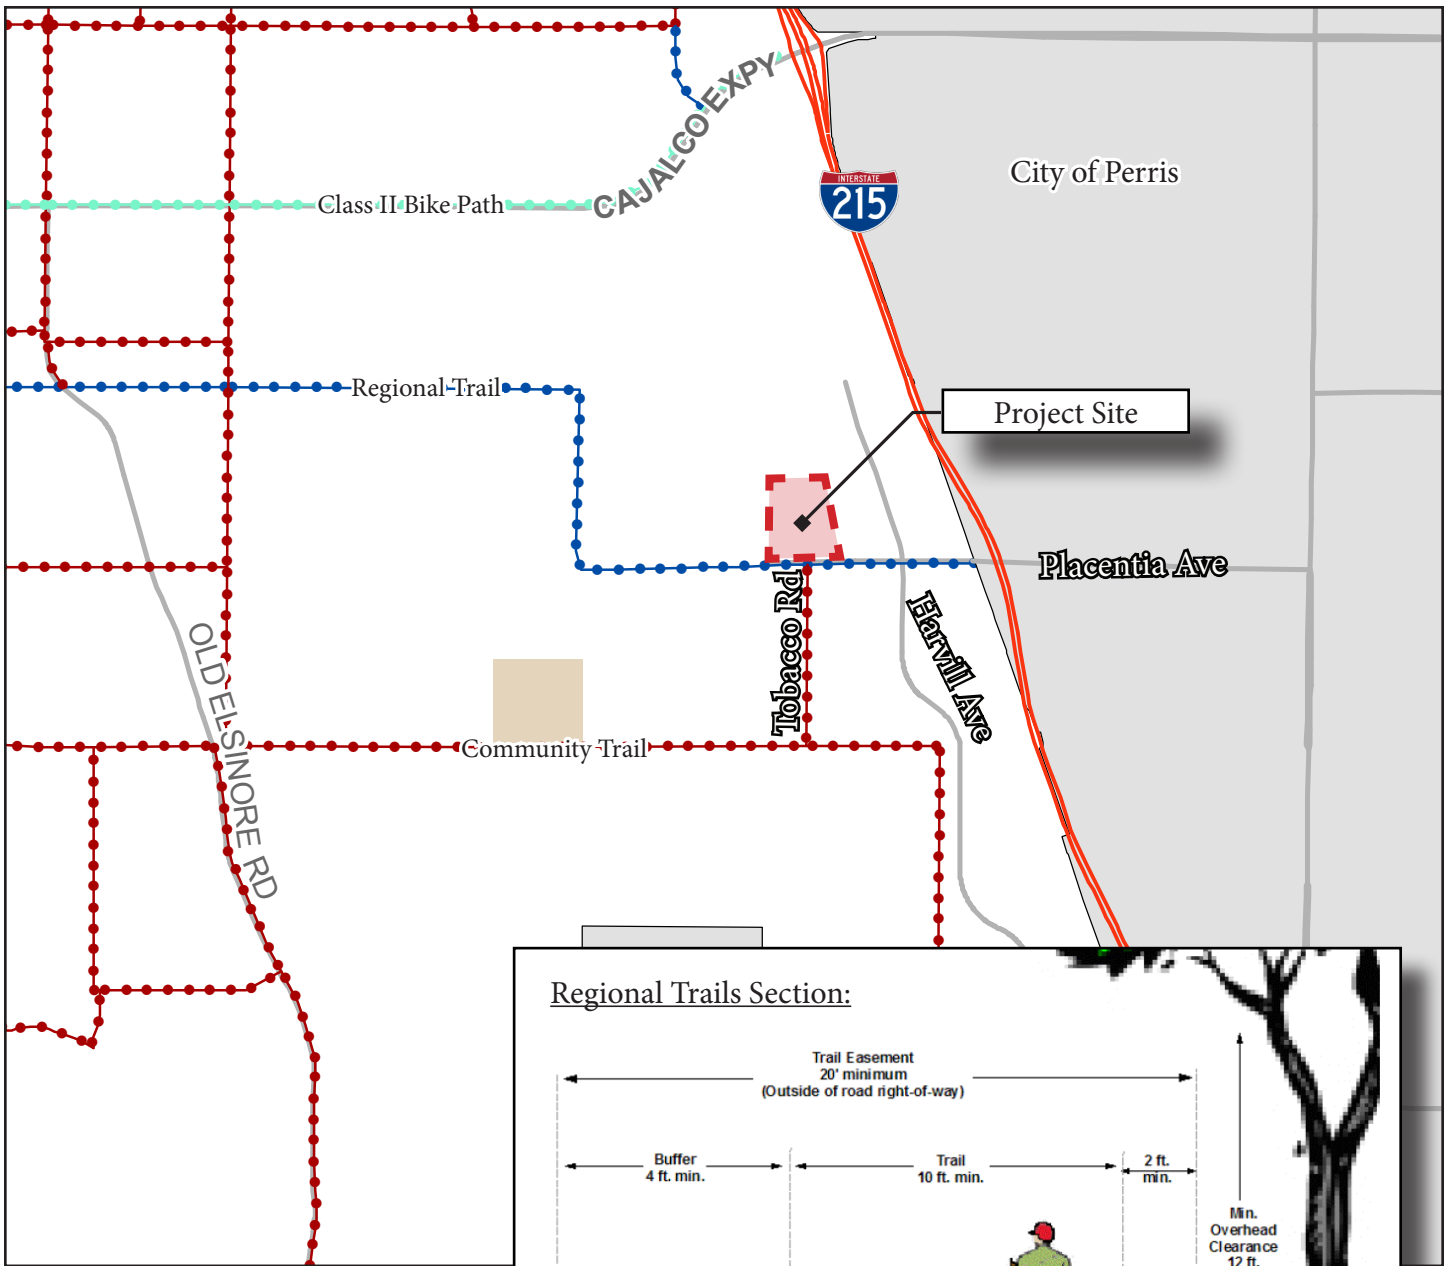 CAJALCO EXPY
City of Perris
INTERSTATE
215
Class II Bike Path
Regional Trail
Project Site
Placentia Ave
Tobacco Rd
Harvill Ave
OLD ELSINORE RD
Community Trail
Regional Trails Section:
Trail Easement
20' minimum
(Outside of road right-of-way)
Buffer
4 ft. min.
Trail
10 ft. min.
2 ft.
min.
Min.
Overhead
Clearance
12 ft.